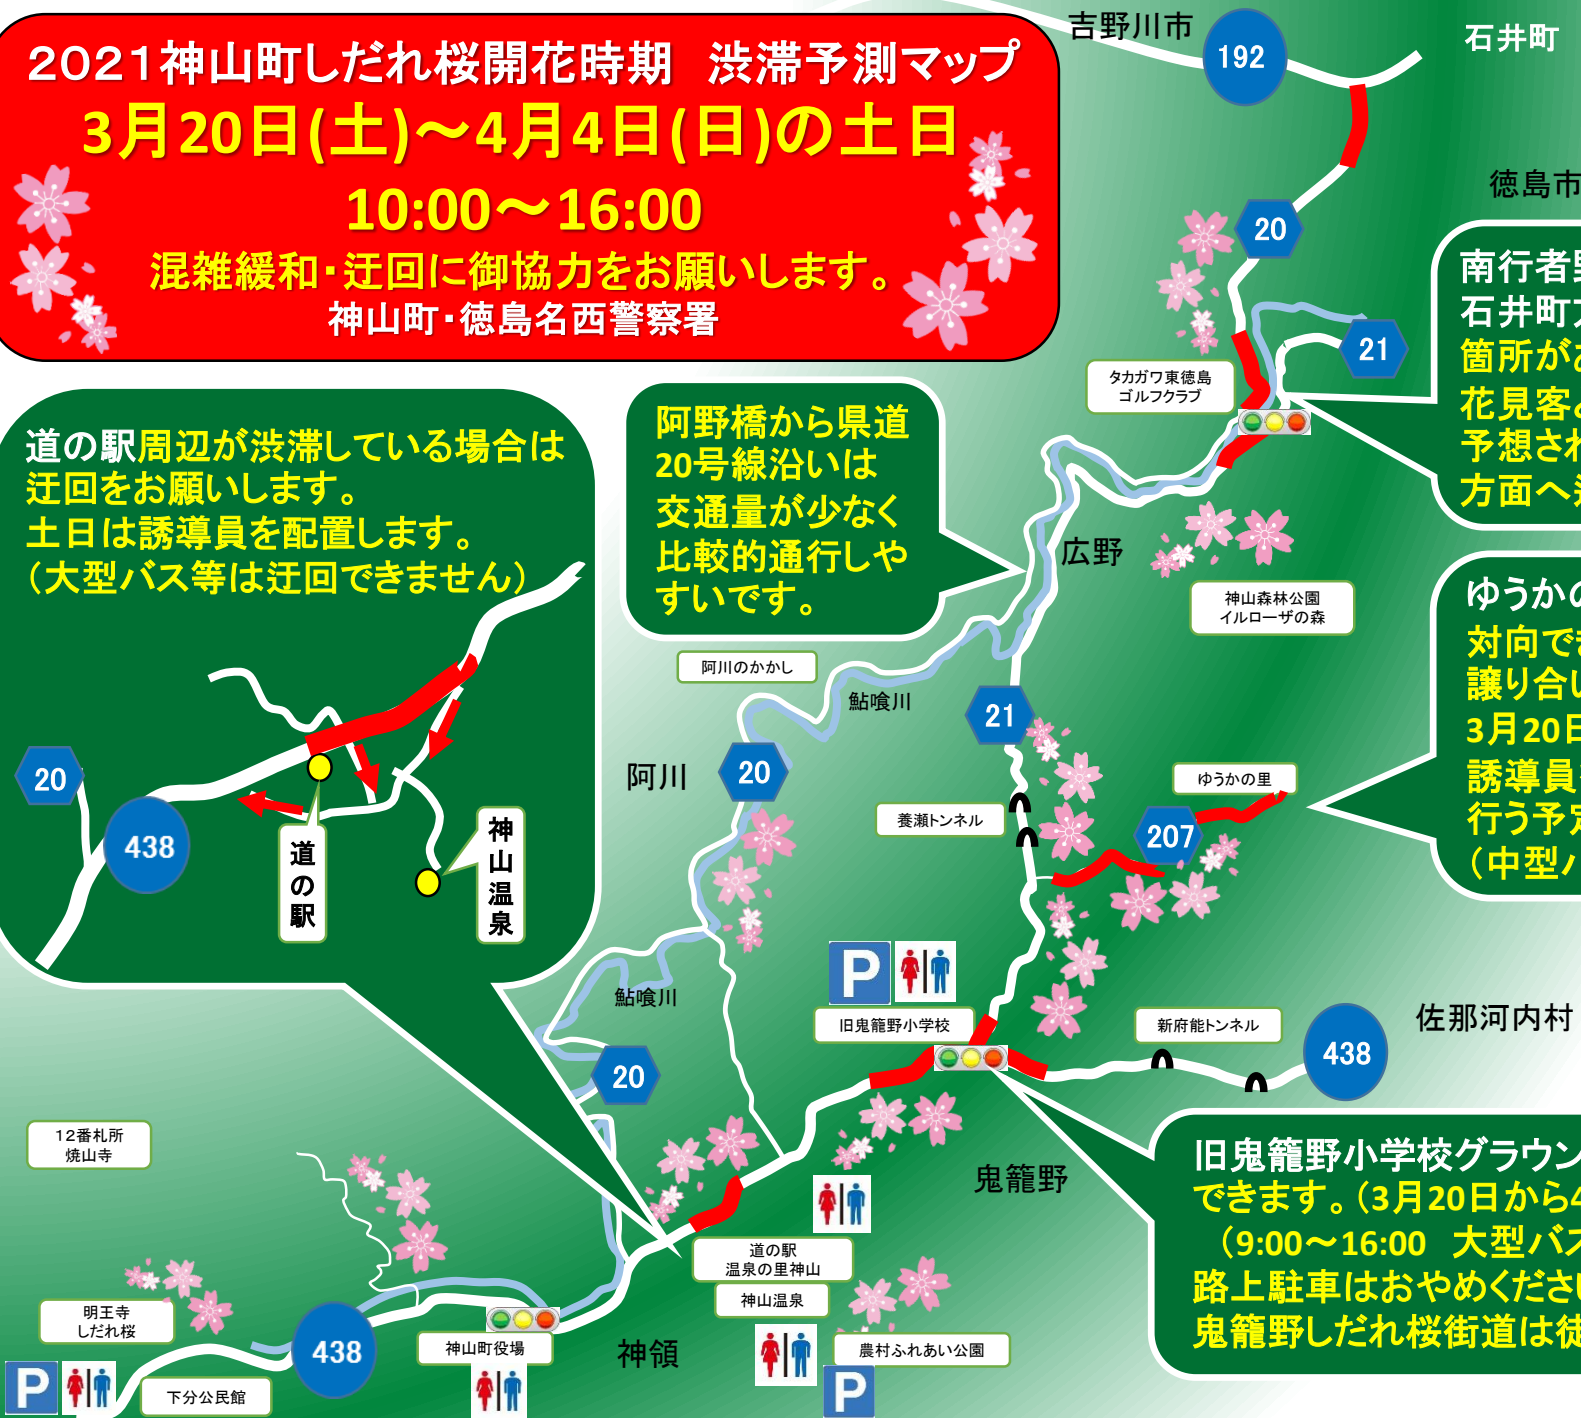 2021神山町しだれ桜開花時期　渋滞予測マップ
3月20日(土)～4月4日(日)の土日
10:00～16:00
混雑緩和・迂回に御協力をお願いします。
神山町・徳島名西警察署
吉野川市
192
石井町
徳島市
20
21
南行者野
石井町
箇所が
花見客
予想され
方面へ
タカガワ東徳島
ゴルフクラブ
道の駅周辺が渋滞している場合は
迂回をお願いします。
土日は誘導員を配置します。
（大型バス等は迂回できません）
20
438
道の駅
神山温泉
阿野橋から県道
20号線沿いは
交通量が少なく
比較的通行しや
すいです。
広野
神山森林公園
イルローザの森
阿川のかかし
鮎喰川
21
阿川
20
養瀬トンネル
ゆうかの里
207
ゆうかの
対向でき
譲り合い
3月20日
誘導員
行う予定
（中型バ
P
旧鬼籠野小学校
鮎喰川
20
新府能トンネル
438
佐那河内村
12番札所
焼山寺
鬼籠野
旧鬼籠野小学校グラウン
できます。（3月20日から4
（9:00～16:00　大型バス
路上駐車はおやめくださ
鬼籠野しだれ桜街道は徒
道の駅
温泉の里神山
神山温泉
明王寺
しだれ桜
438
神山町役場
神領
農村ふれあい公園
P
下分公民館
P